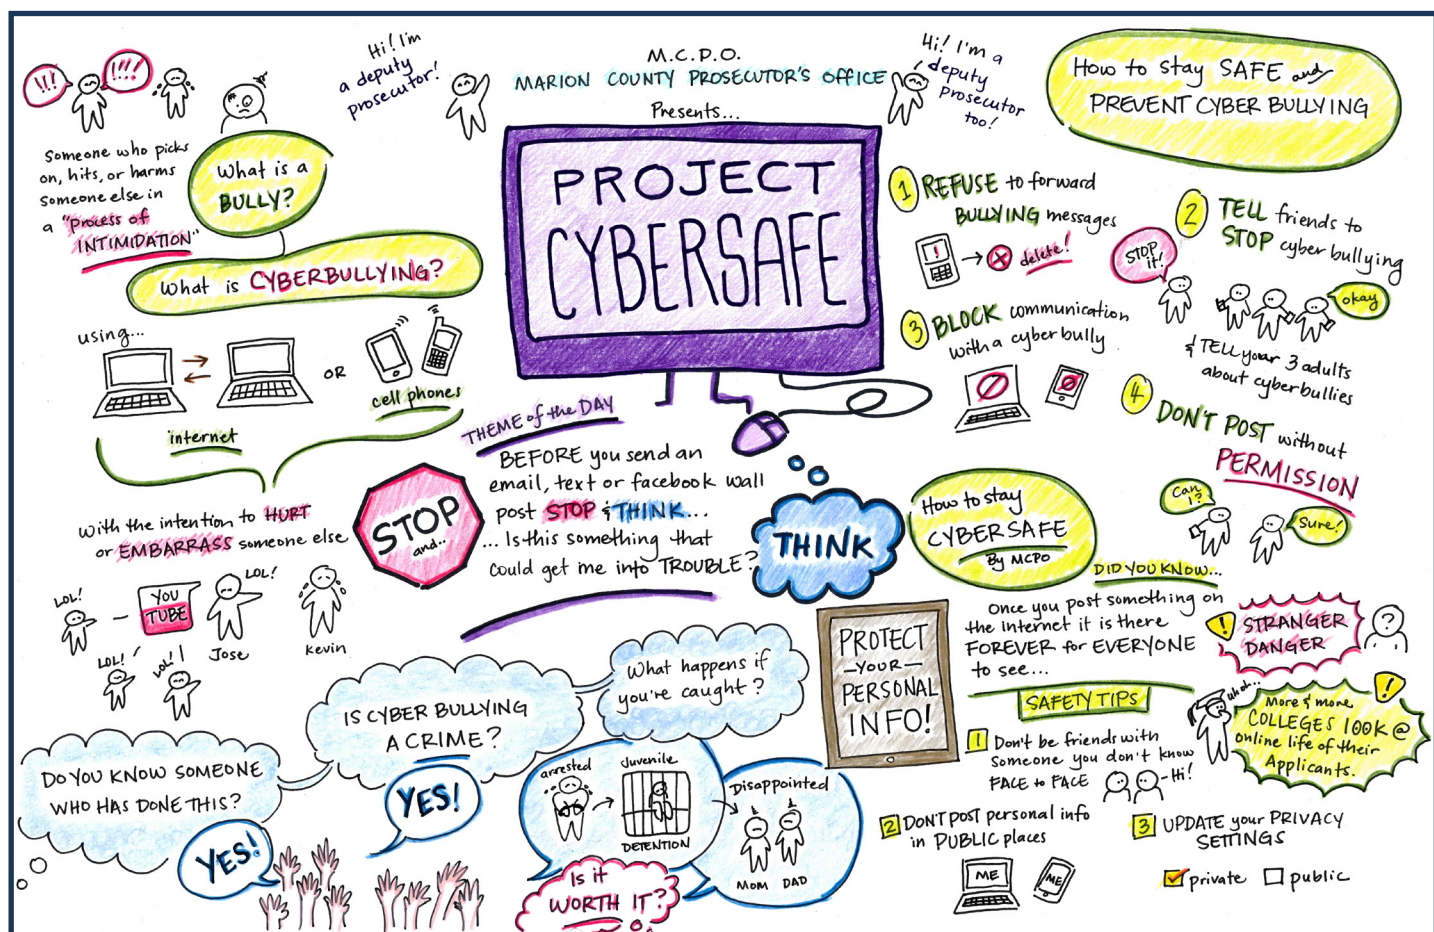 M.C.P.O.
MARION COUNTY PROSECUTOR'S OFFICE
Presents...
PROJECT
CYBERSAFE
Hi! I'm
a deputy
prosecutor!
Hi! I'm a
deputy
prosecutor
too!
!!!
!!!!
What is a
BULLY?
Someone who picks
on, hits, or harms
someone else in
a "Process of
INTIMIDATION"
What is CYBERBULLYING?
using...
OR
internet
cell phones
with the intention to HURT
or EMBARRASS someone else
LOL!
YOU
TUBE
LOL!
LOL!
LOL!
Jose
Kevin
THEME of the DAY
BEFORE you send an
email, text or facebook wall
post STOP & THINK...
... Is this something that
could get me into TROUBLE?
STOP
and...
THINK
DO YOU KNOW SOMEONE
WHO HAS DONE THIS?
YES!
IS CYBER BULLYING
A CRIME?
YES!
What happens if
you're caught?
arrested
Juvenile
DETENTION
Disappointed
MOM DAD
Is it
WORTH IT?
How to stay SAFE and
PREVENT CYBER BULLYING
1 REFUSE to forward
BULLYING messages
!
delete!
2 TELL friends to
STOP cyber bullying
STOP
it!
okay
& TELL your 3 adults
about cyberbullies
3 BLOCK communication
with a cyber bully
4 DON'T POST without
PERMISSION
Can
I?
Sure!
How to stay
CYBERSAFE
By MCPO
DID YOU KNOW...
Once you post something on
the internet it is there
FOREVER for EVERYONE
to see...
!
STRANGER
DANGER
?
PROTECT
—YOUR—
PERSONAL
INFO!
SAFETY TIPS
1 Don't be friends with
someone you don't know
FACE to FACE
Hi!
uh oh...
!
More & more
COLLEGES LOOK @
online life of their
Applicants.
2 DON'T POST personal info
in PUBLIC places
ME
ME
3 UPDATE your PRIVACY
SETTINGS
private public